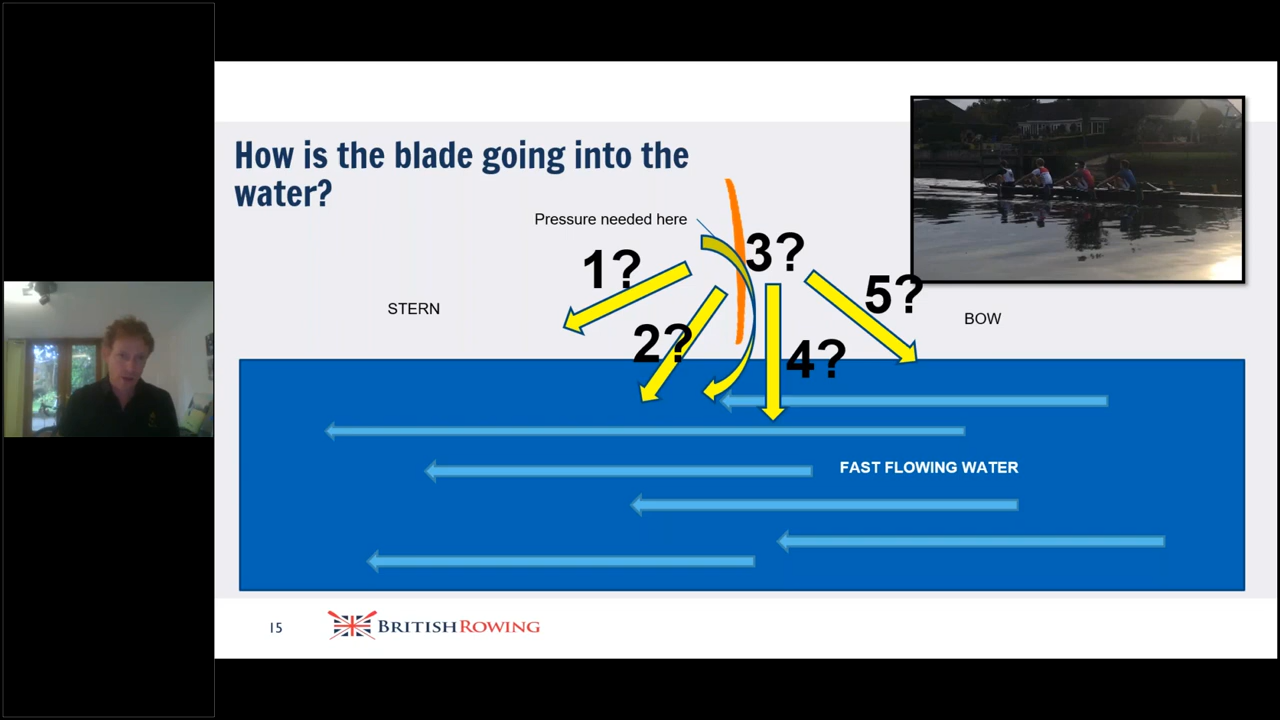 How is the blade going into the
water?
Pressure needed here
1?
3?
5?
STERN
BOW
2?
4?
FAST FLOWING WATER
15
BRITISH ROWING